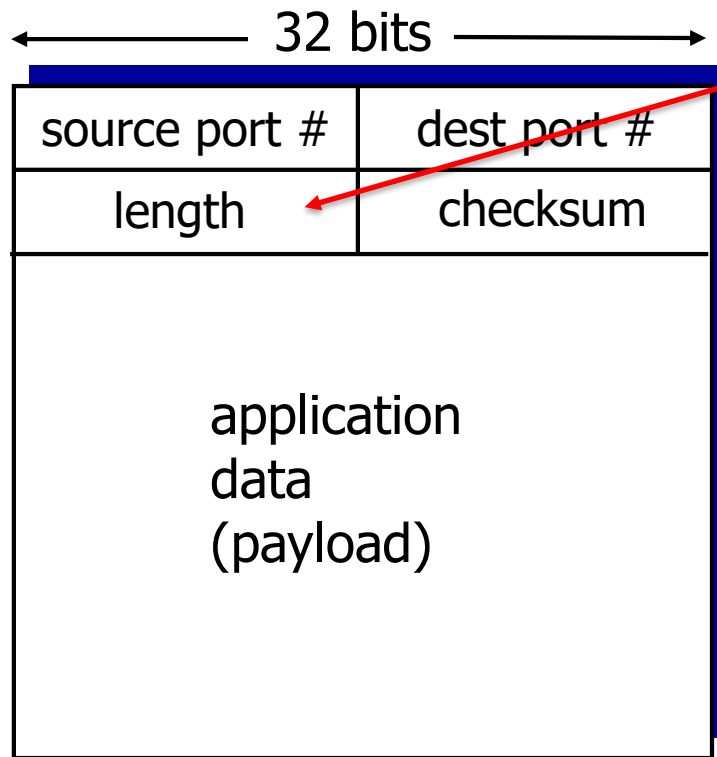 32 bits
source port # dest port #
length checksum
application
data
(payload)